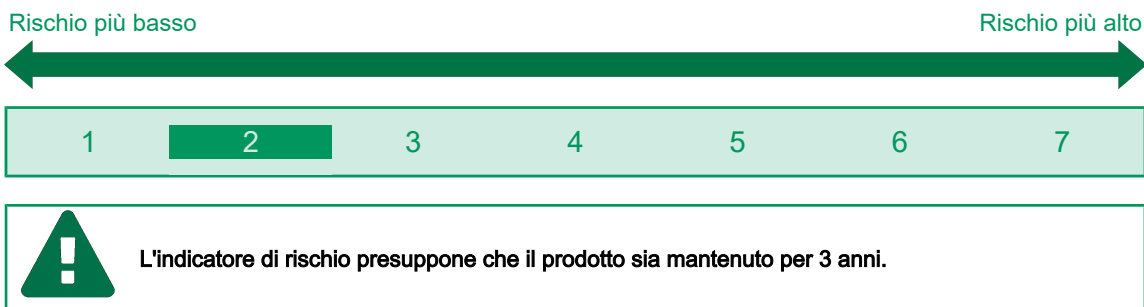 Rischio più basso Rischio più alto
1 2 3 4 5 6 7
L'indicatore di rischio presuppone che il prodotto sia mantenuto per 3 anni.